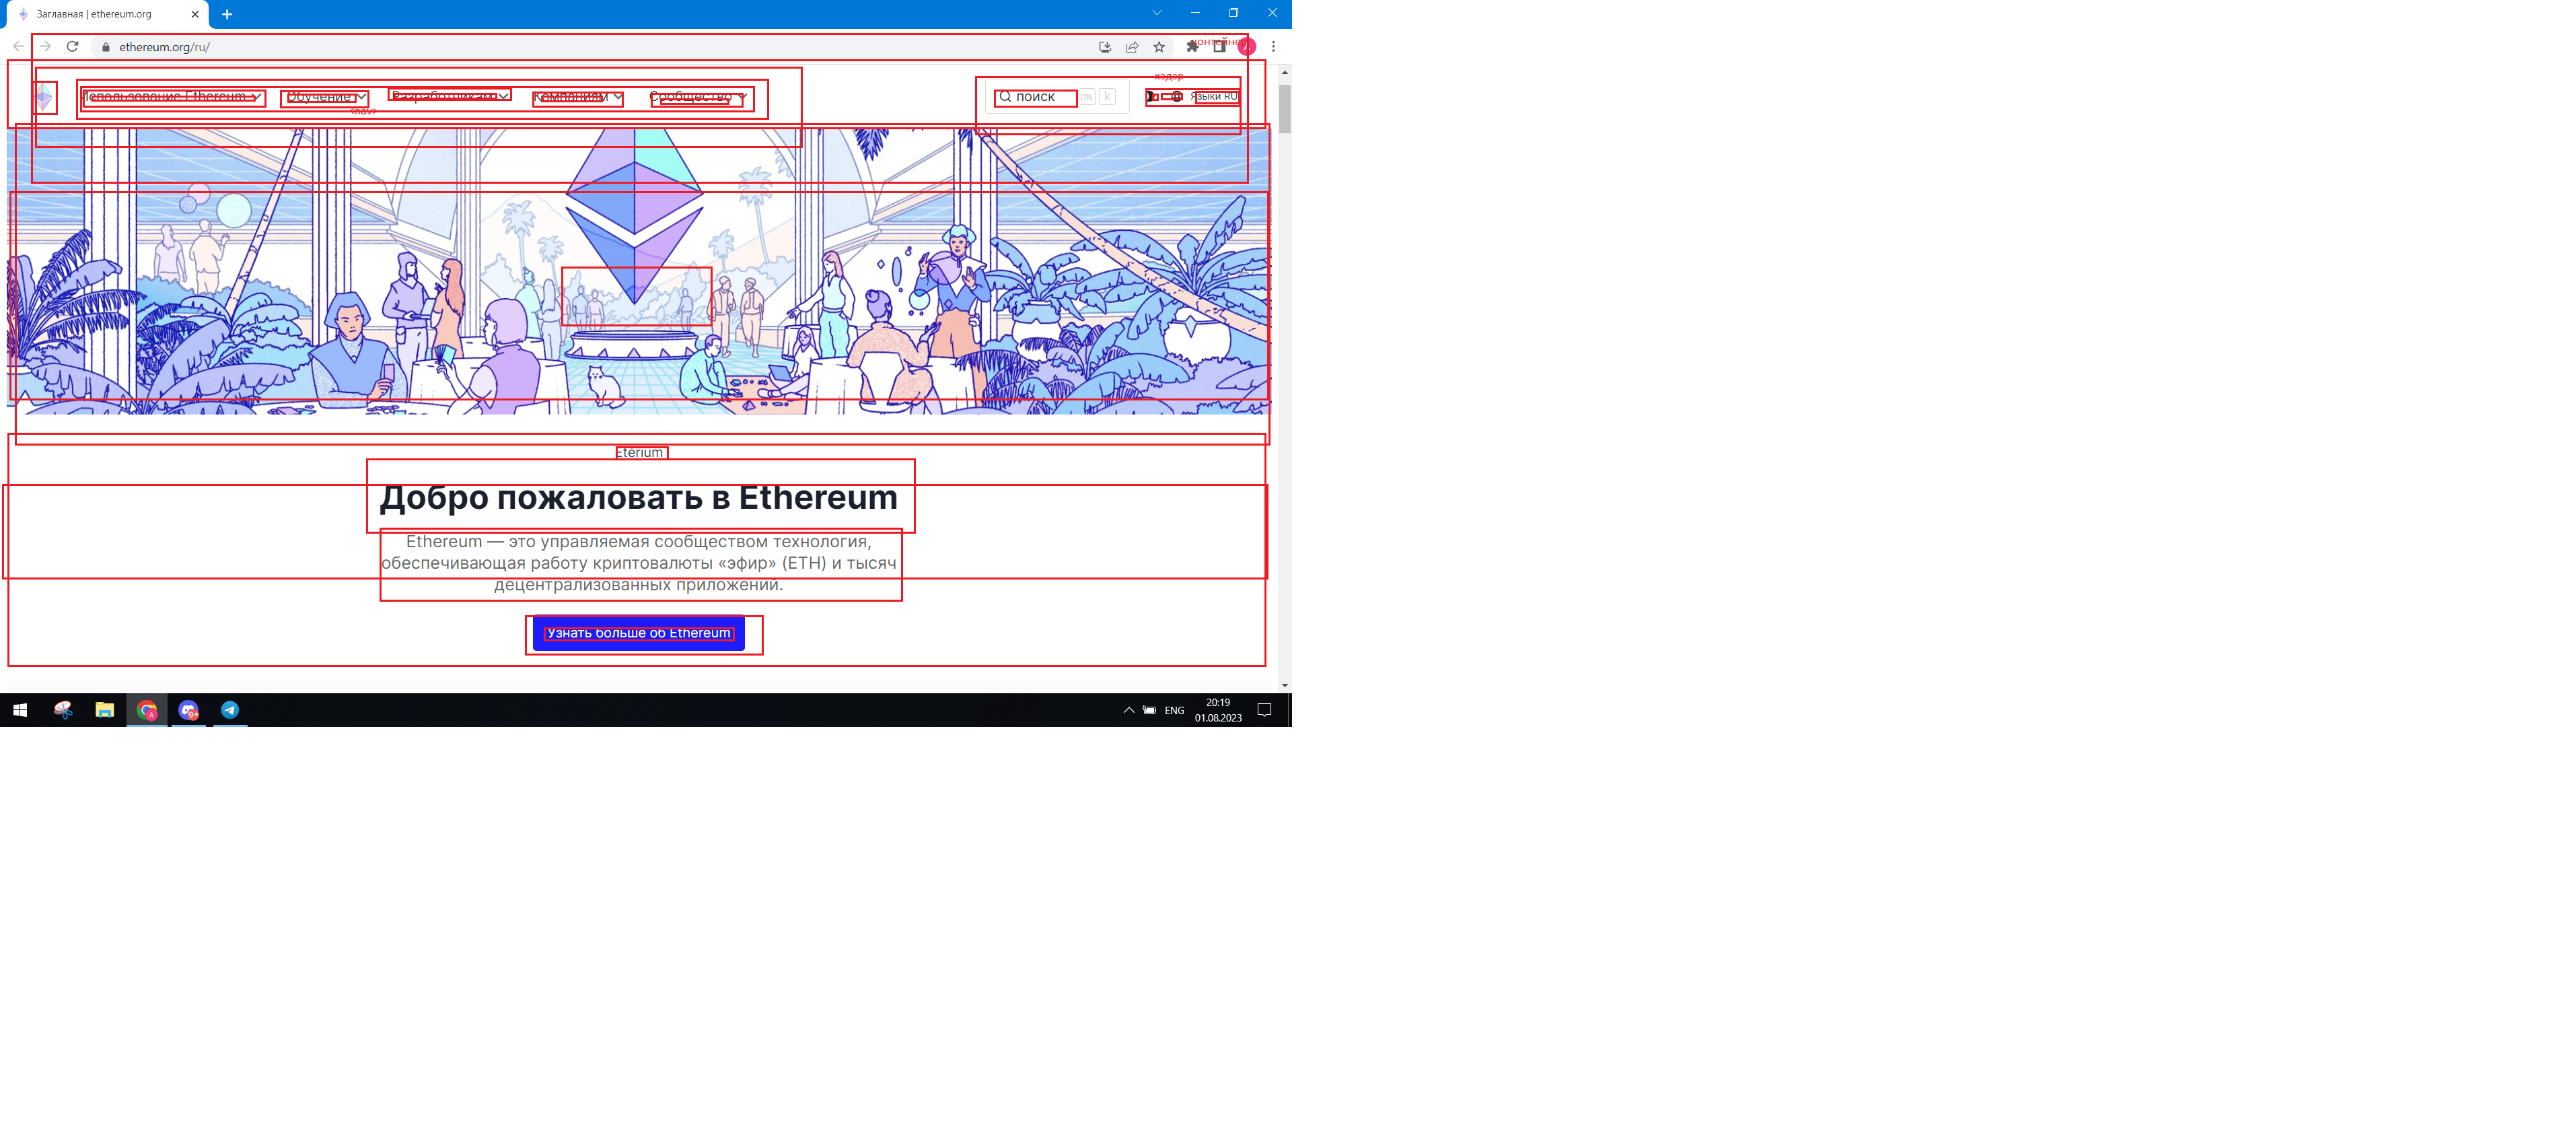 Заглавная | ethereum.org
ethereum.org/ru/
контейнер
хэдэр
Использование Ethereum
Обучение
Разработчикам
Компаниям
Сообщество
поиск
CTRL
k
Языки RU
<nav>
Eterium
Добро пожаловать в Ethereum
Ethereum — это управляемая сообществом технология,
обеспечивающая работу криптовалюты «эфир» (ETH) и тысяч
децентрализованных приложений.
Узнать больше об Ethereum
A
9+
ENG
20:19
01.08.2023